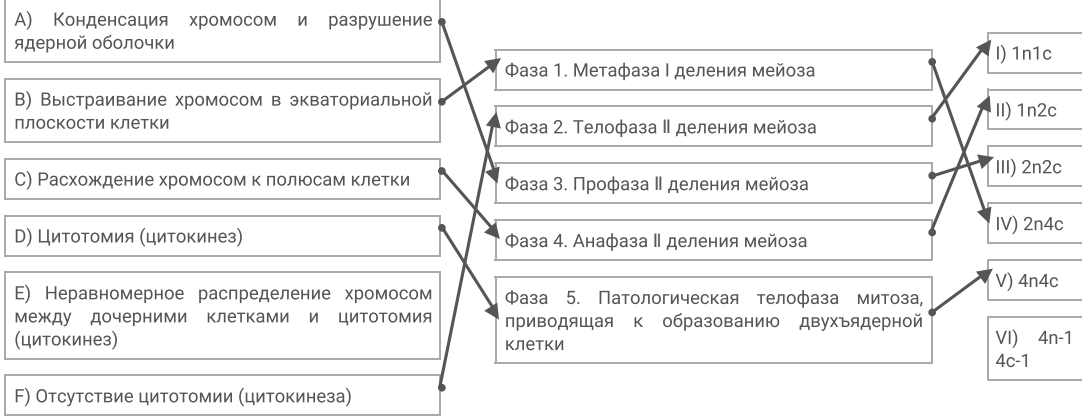 A) Конденсация хромосом и разрушение
ядерной оболочки
B) Выстраивание хромосом в экваториальной
плоскости клетки
C) Расхождение хромосом к полюсам клетки
D) Цитотомия (цитокинез)
E) Неравномерное распределение хромосом
между дочерними клетками и цитотомия
(цитокинез)
F) Отсутствие цитотомии (цитокинеза)
Фаза 1. Метафаза I деления мейоза
Фаза 2. Телофаза II деления мейоза
Фаза 3. Профаза II деления мейоза
Фаза 4. Анафаза II деления мейоза
Фаза 5. Патологическая телофаза митоза,
приводящая к образованию двухъядерной
клетки
I) 1n1c
II) 1n2c
III) 2n2c
IV) 2n4c
V) 4n4c
VI) 4n-1
4c-1